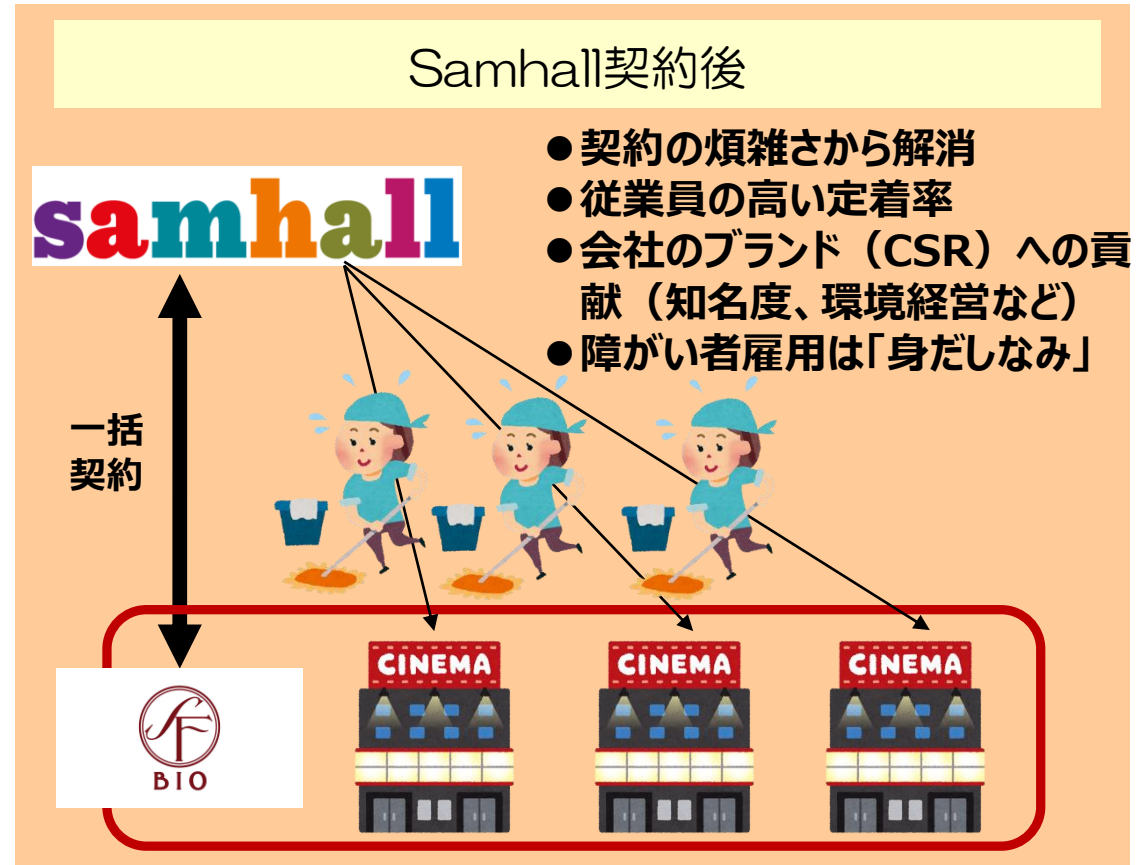 Samhall契約後
●契約の煩雑さから解消
●従業員の高い定着率
●会社のブランド（CSR）への貢
献（知名度、環境経営など）
●障がい者雇用は「身だしなみ」
samhall
一括
契約
SF
BIO
CINEMA
CINEMA
CINEMA